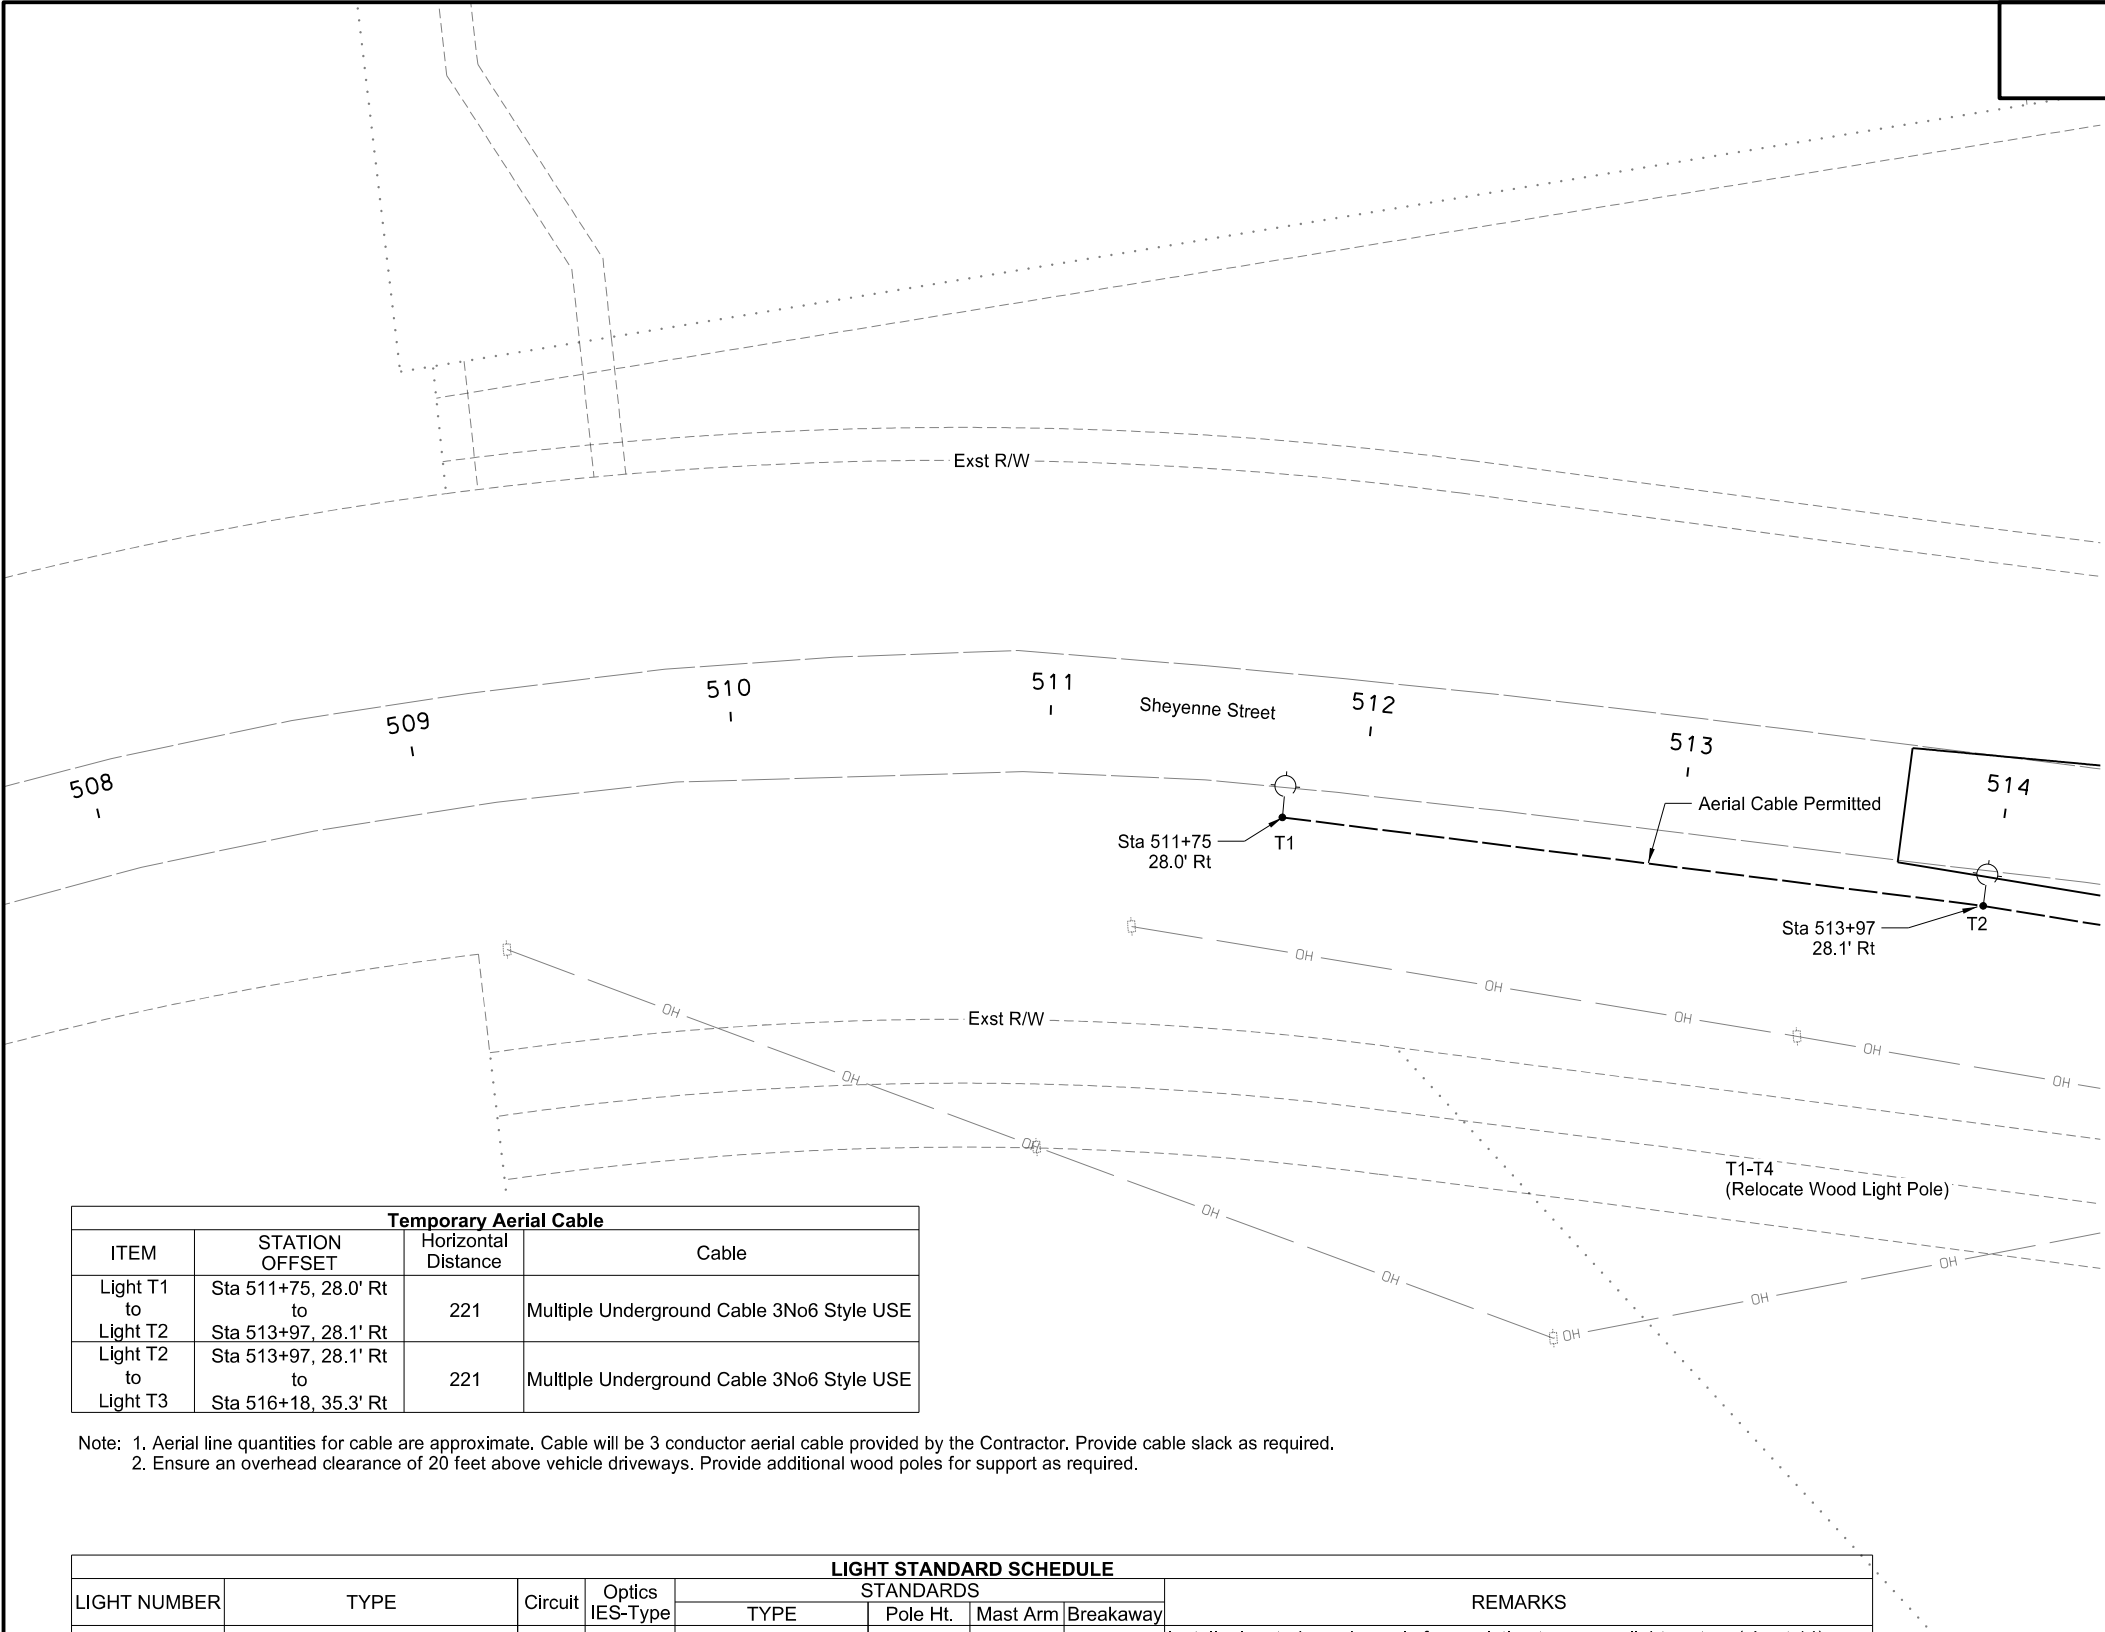 Exst R/W
510
511
512
509
Sheyenne Street
513
508
514
Aerial Cable Permitted
Sta 511+75
28.0' Rt
T1
T2
Sta 513+97
28.1' Rt
OH
OH
OH
OH
OH
OH
Exst R/W
OH
OH
T1-T4
(Relocate Wood Light Pole)
OH
OH
OH
OH
OH
Temporary Aerial Cable
ITEM STATION OFFSET Horizontal Distance Cable
Light T1 to Light T2 Sta 511+75, 28.0' Rt to Sta 513+97, 28.1' Rt 221 Multiple Underground Cable 3No6 Style USE
Light T2 to Light T3 Sta 513+97, 28.1' Rt to Sta 516+18, 35.3' Rt 221 Multiple Underground Cable 3No6 Style USE
Note: 1. Aerial line quantities for cable are approximate. Cable will be 3 conductor aerial cable provided by the Contractor. Provide cable slack as required.
2. Ensure an overhead clearance of 20 feet above vehicle driveways. Provide additional wood poles for support as required.
LIGHT STANDARD SCHEDULE
LIGHT NUMBER TYPE Circuit Optics IES-Type STANDARDS REMARKS
TYPE Pole Ht. Mast Arm Breakaway